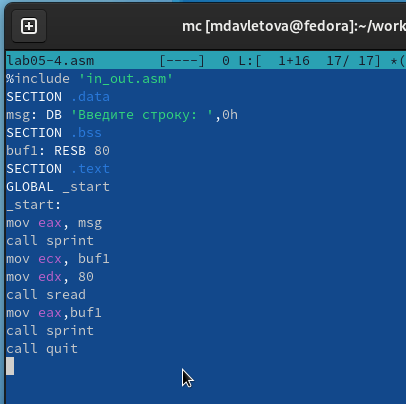 mc [mdavletova@fedora]:~/work
lab05-4.asm [----] 0 L:[ 1+16 17/ 17] *(
%include 'in_out.asm'
SECTION .data
msg: DB 'Введите строку: ',0h
SECTION .bss
buf1: RESB 80
SECTION .text
GLOBAL _start
_start:
mov eax, msg
call sprint
mov ecx, buf1
mov edx, 80
call sread
mov eax,buf1
call sprint
call quit